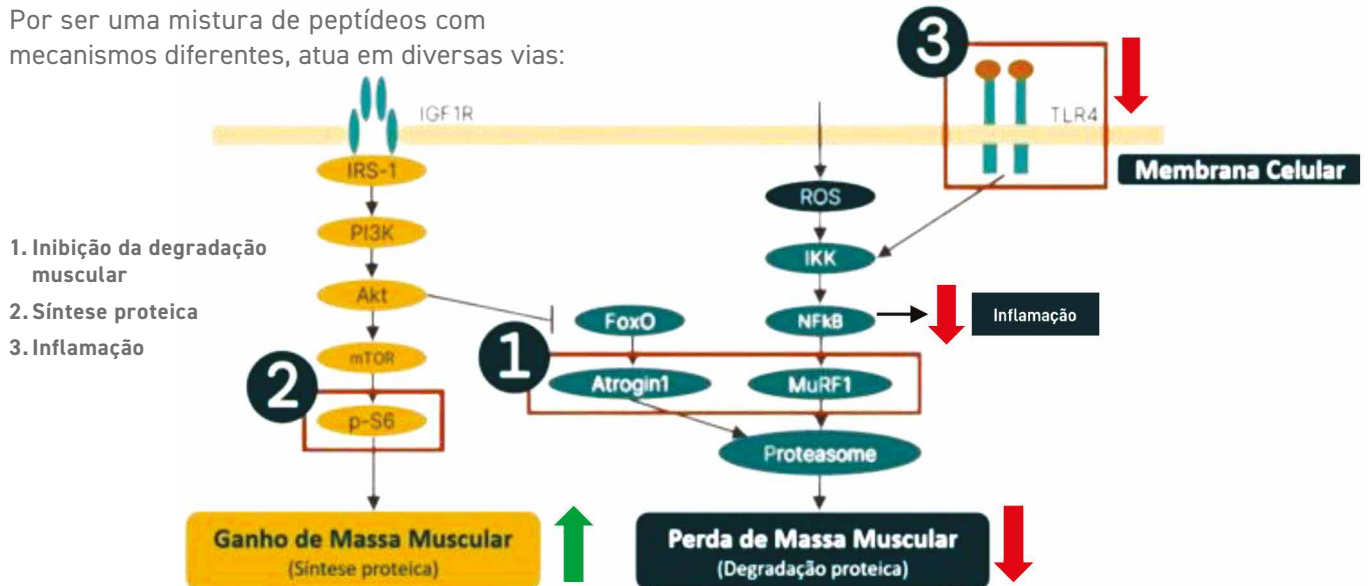 Por ser uma mistura de peptídeos com
mecanismos diferentes, atua em diversas vias:
3
IGF1R
TLR4
IRS-1
ROS
Membrana Celular
PI3K
IKK
1. Inibição da degradação
muscular
2. Síntese proteica
3. Inflamação
Akt
FoxO
NFkB
Inflamação
mTOR
1
Atrogin1
MuRF1
2
p-S6
Proteasome
Ganho de Massa Muscular
(Síntese proteica)
Perda de Massa Muscular
(Degradação proteica)